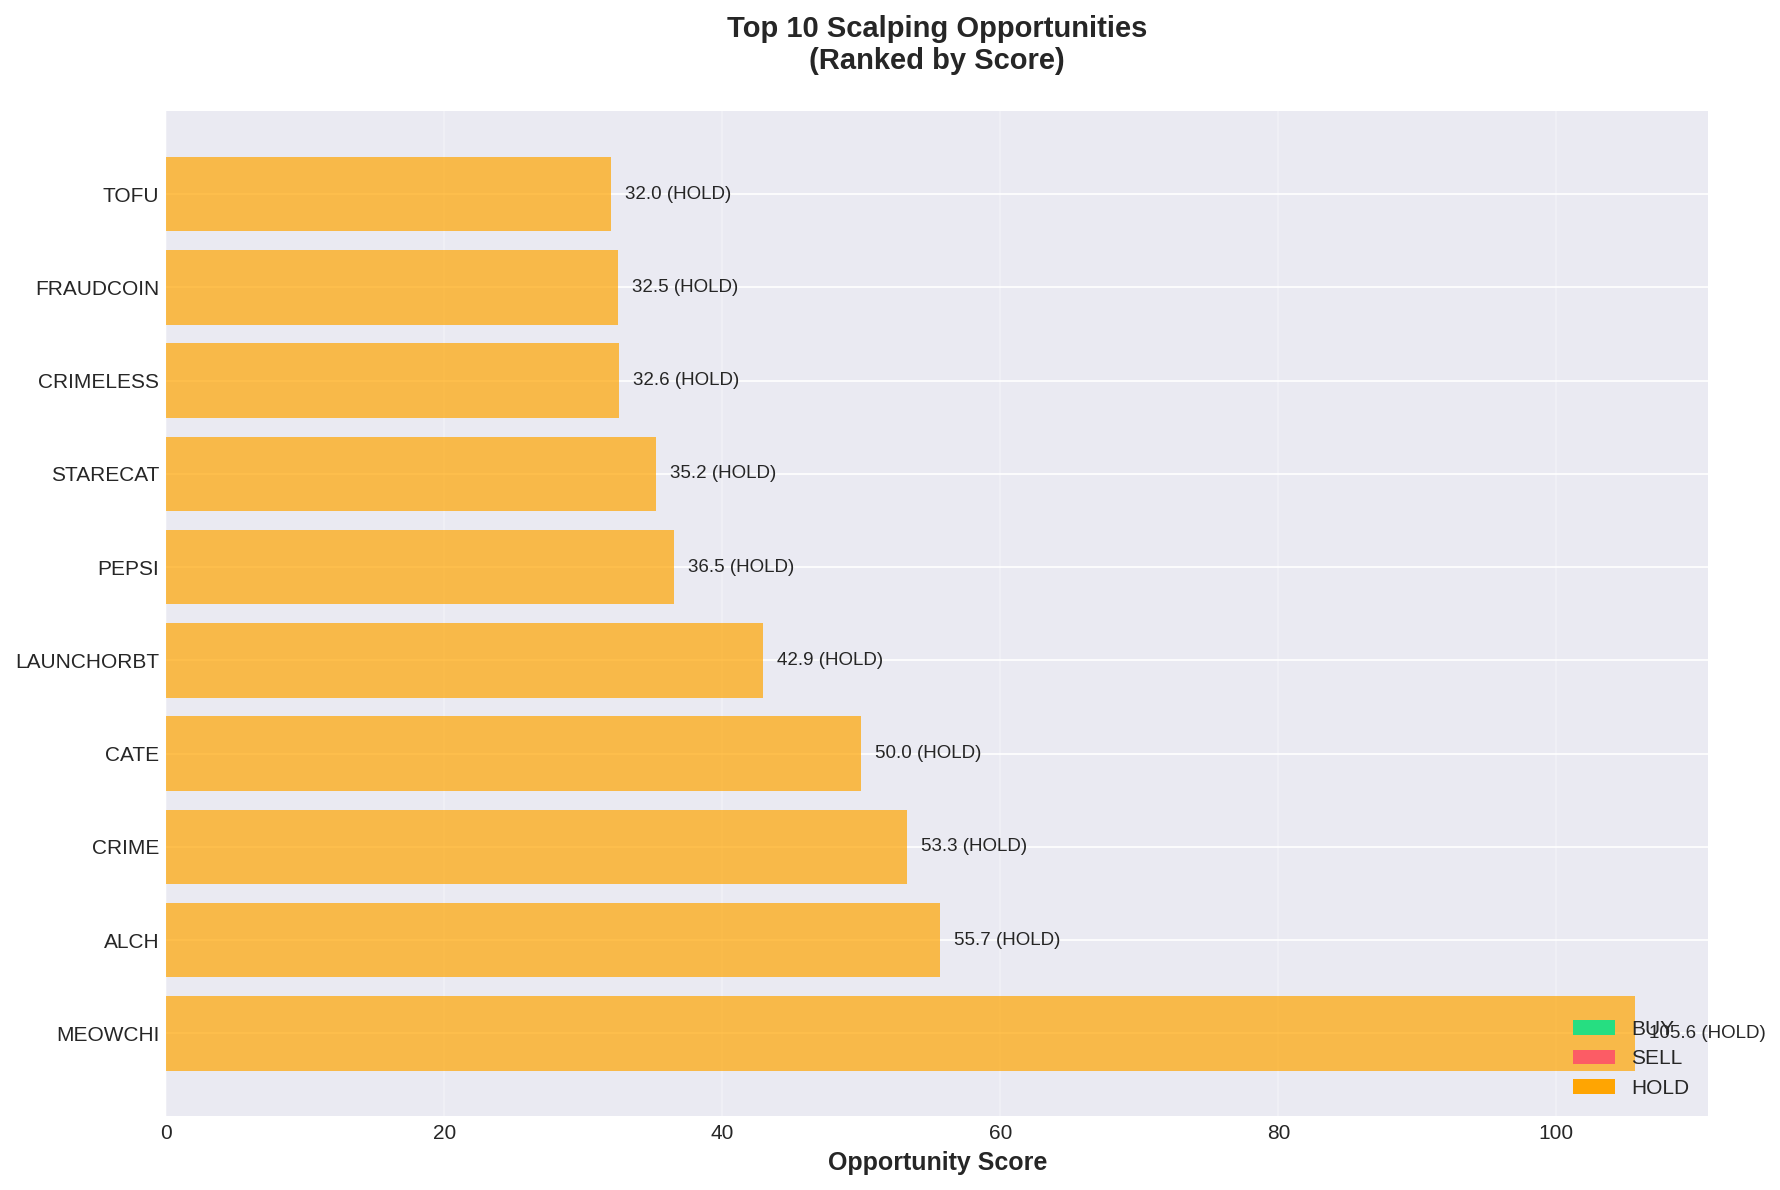 Top 10 Scalping Opportunities
(Ranked by Score)
TOFU
32.0 (HOLD)
FRAUDCOIN
32.5 (HOLD)
CRIMELESS
32.6 (HOLD)
STARECAT
35.2 (HOLD)
PEPSI
36.5 (HOLD)
LAUNCHORBT
42.9 (HOLD)
CATE
50.0 (HOLD)
CRIME
53.3 (HOLD)
ALCH
55.7 (HOLD)
MEOWCHI
105.6 (HOLD)
BUY
SELL
HOLD
0 20 40 60 80 100
Opportunity Score